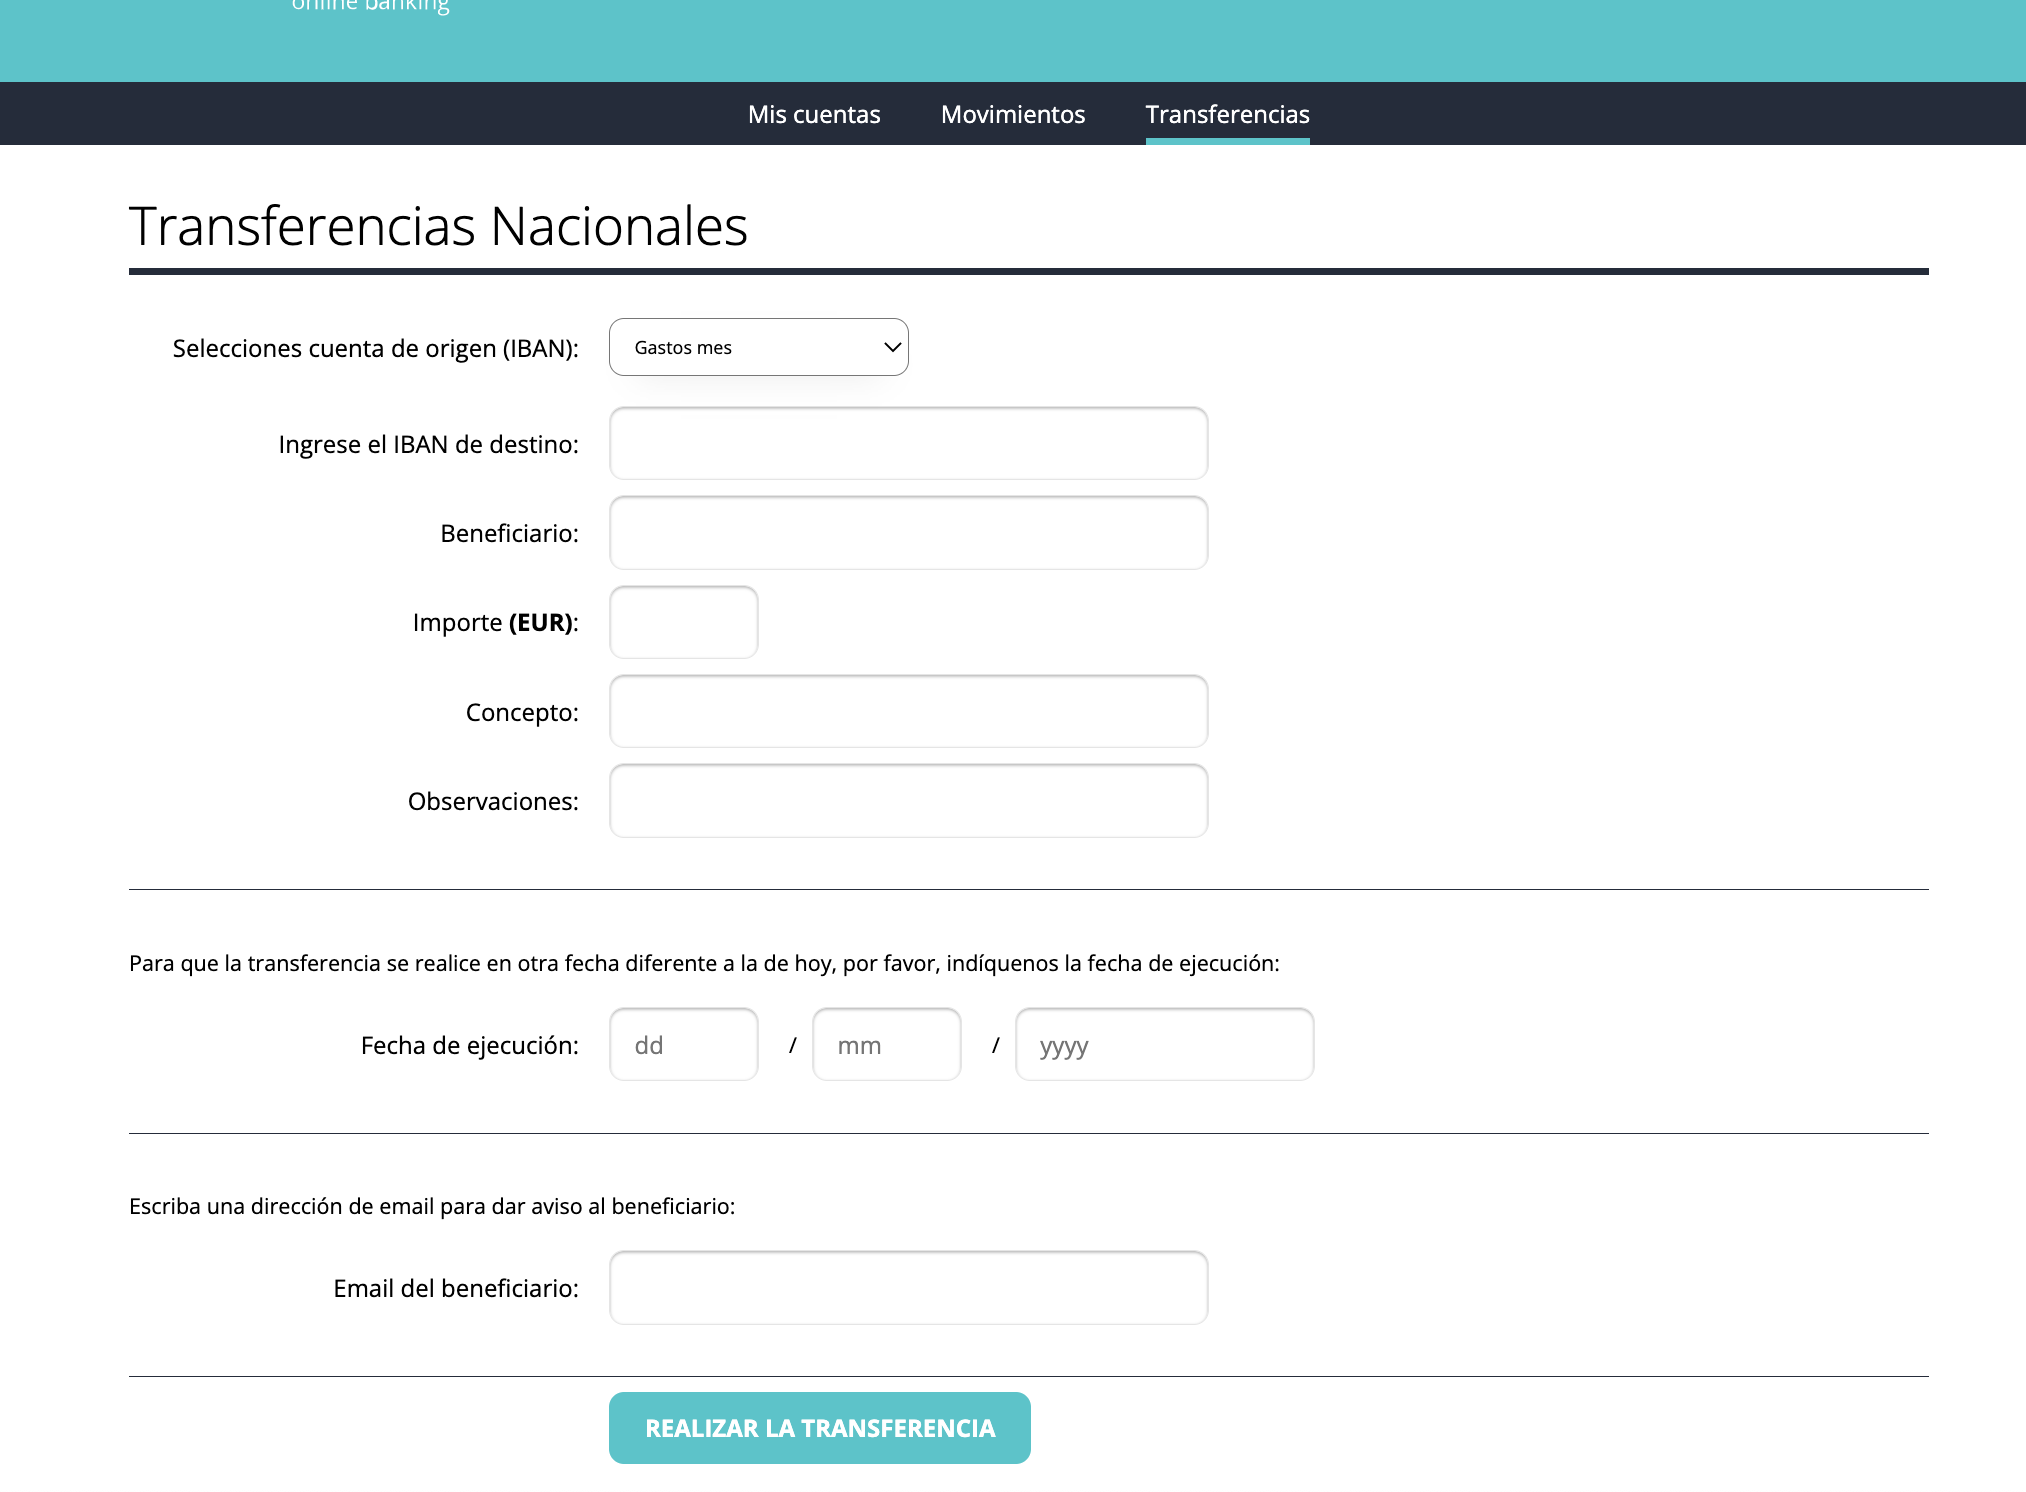 online banking
Mis cuentas Movimientos Transferencias
Transferencias Nacionales
Selecciones cuenta de origen (IBAN): Gastos mes
Ingrese el IBAN de destino:
Beneficiario:
Importe (EUR):
Concepto:
Observaciones:
Para que la transferencia se realice en otra fecha diferente a la de hoy, por favor, indíquenos la fecha de ejecución:
Fecha de ejecución: dd / mm / yyyy
Escriba una dirección de email para dar aviso al beneficiario:
Email del beneficiario:
REALIZAR LA TRANSFERENCIA